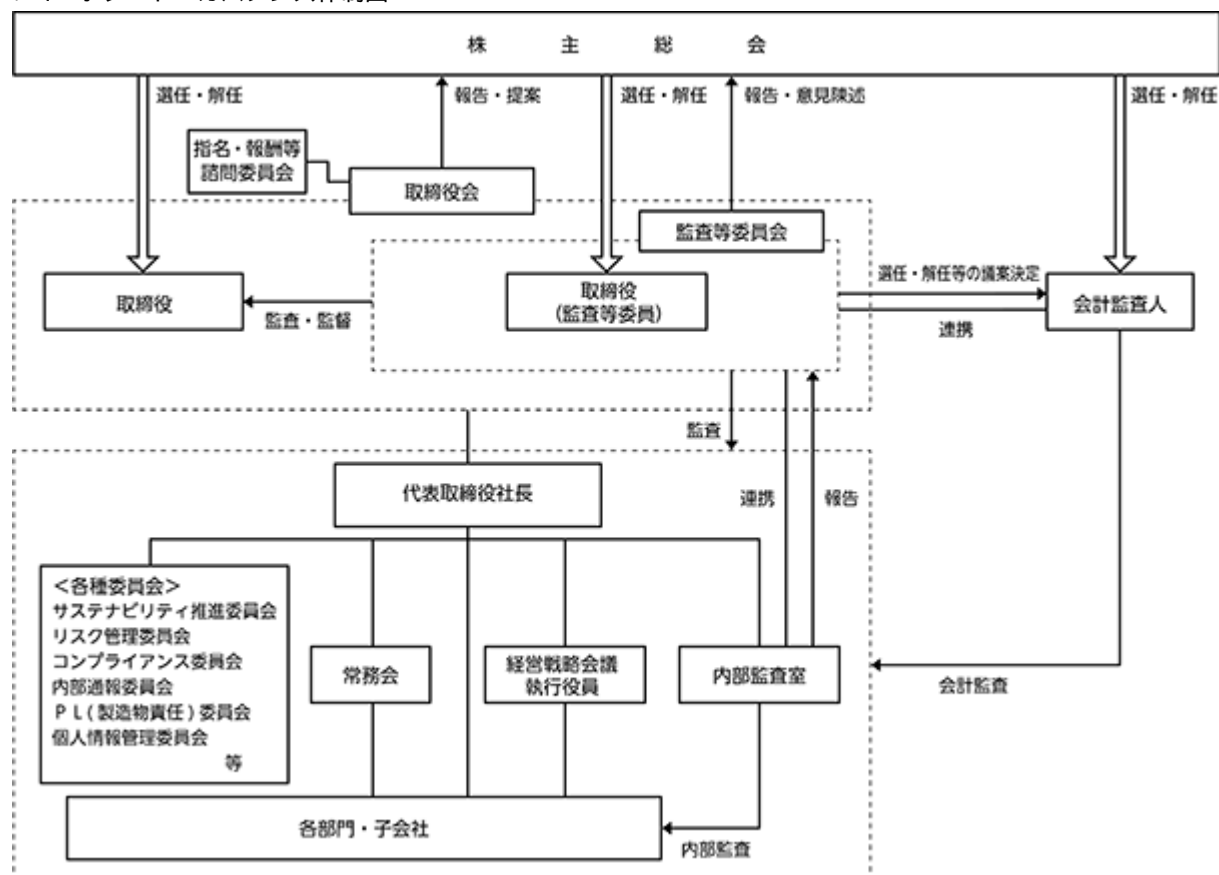 株主総会
選任・解任
報告・提案
選任・解任
報告・意見陳述
選任・解任
指名・報酬等
諮問委員会
取締役会
監査等委員会
取締役
監査・監督
取締役
(監査等委員)
選任・解任等の議案決定
会計監査人
連携
監査
代表取締役社長
連携
報告
<各種委員会>
サステナビリティ推進委員会
リスク管理委員会
コンプライアンス委員会
内部通報委員会
PL(製造物責任)委員会
個人情報管理委員会
等
常務会
経営戦略会議
執行役員
内部監査室
会計監査
各部門・子会社
内部監査